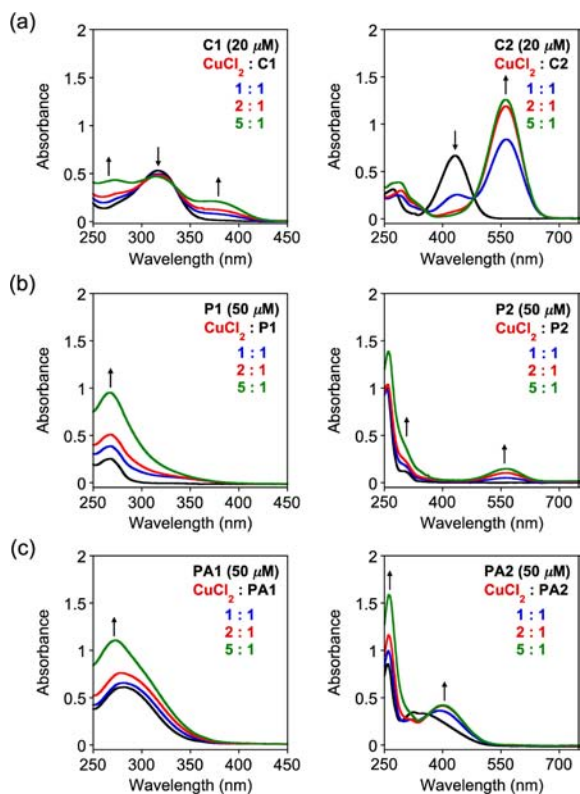 (a)
C1 (20 μM)
CuCl2 : C1
1 : 1
2 : 1
5 : 1
2
1.5
1
0.5
0
Absorbance
250 300 350 400 450
Wavelength (nm)
C2 (20 μM)
CuCl2 : C2
1 : 1
2 : 1
5 : 1
2
1.5
1
0.5
0
Absorbance
250 400 550 700
Wavelength (nm)
(b)
P1 (50 μM)
CuCl2 : P1
1 : 1
2 : 1
5 : 1
2
1.5
1
0.5
0
Absorbance
250 300 350 400 450
Wavelength (nm)
P2 (50 μM)
CuCl2 : P2
1 : 1
2 : 1
5 : 1
2
1.5
1
0.5
0
Absorbance
250 400 550 700
Wavelength (nm)
(c)
PA1 (50 μM)
CuCl2 : PA1
1 : 1
2 : 1
5 : 1
2
1.5
1
0.5
0
Absorbance
250 300 350 400 450
Wavelength (nm)
PA2 (50 μM)
CuCl2 : PA2
1 : 1
2 : 1
5 : 1
2
1.5
1
0.5
0
Absorbance
250 400 550 700
Wavelength (nm)